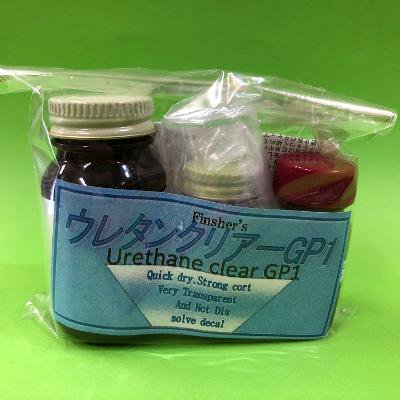 Finsher's
ウレタンクリアーGP1
Urethane clear GP1
Quick dry.Strong cort
Very Transparent
And Not Dis
solve decal